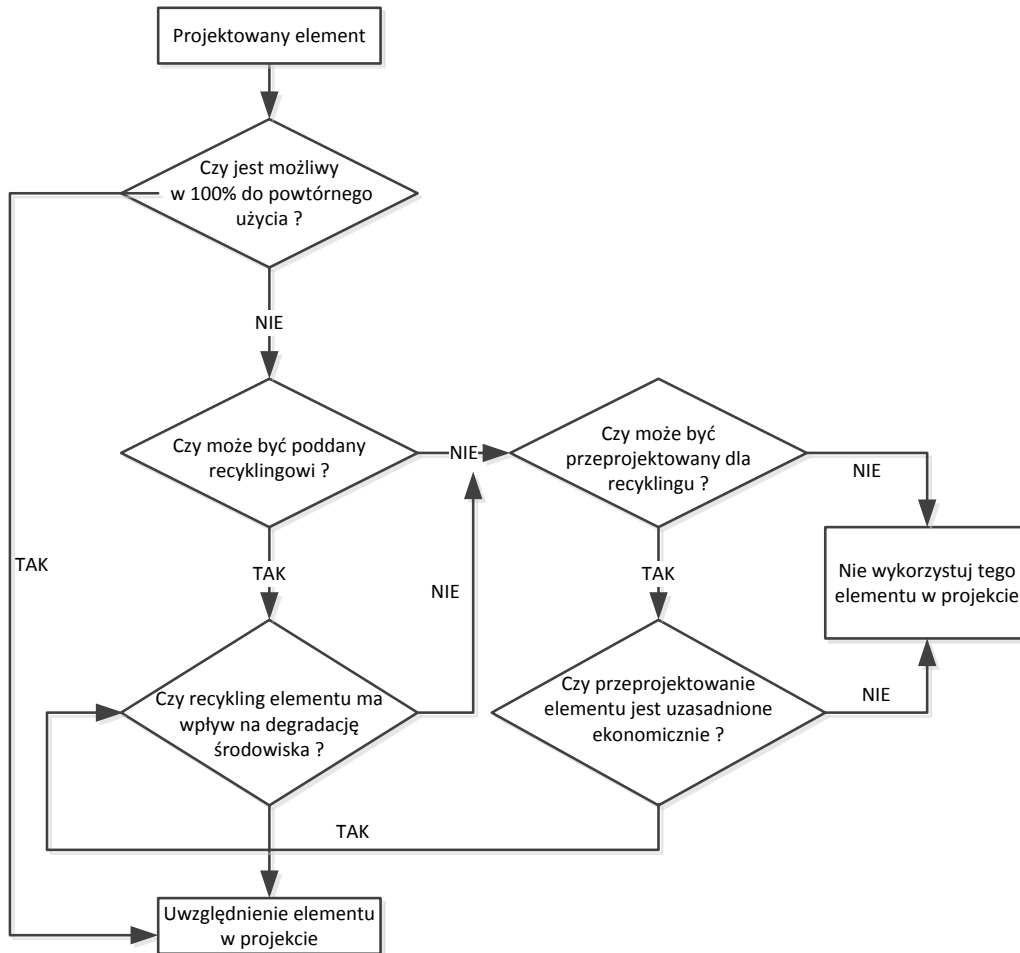 Projektowany element
Czy jest możliwy
w 100% do powtórnego
użycia ?
NIE
Czy może być poddany
recyklingowi ?
NIE
Czy może być
przeprojektowany dla
recyklingu ?
NIE
TAK
TAK
NIE
TAK
Nie wykorzystuj tego
elementu w projekcie
Czy recykling elementu ma
wpływ na degradację
środowiska ?
Czy przeprojektowanie
elementu jest uzasadnione
ekonomicznie ?
NIE
TAK
Uwzględnienie elementu
w projekcie